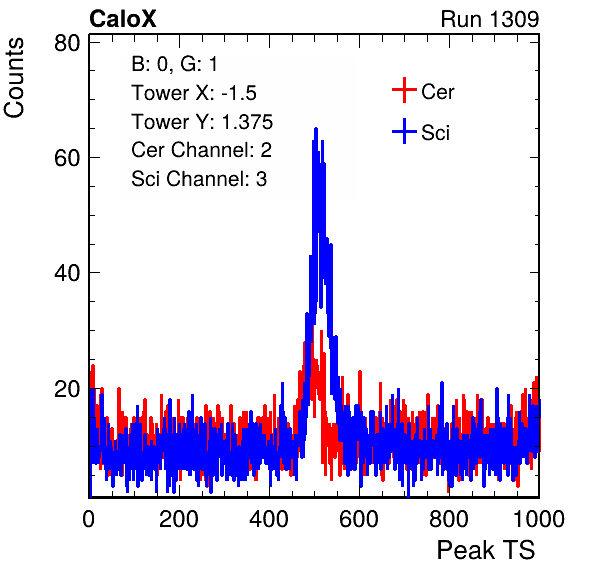 CaloX
Run 1309
Counts
80
60
40
20
B: 0, G: 1
Tower X: -1.5
Tower Y: 1.375
Cer Channel: 2
Sci Channel: 3
Cer
Sci
0 200 400 600 800 1000
Peak TS